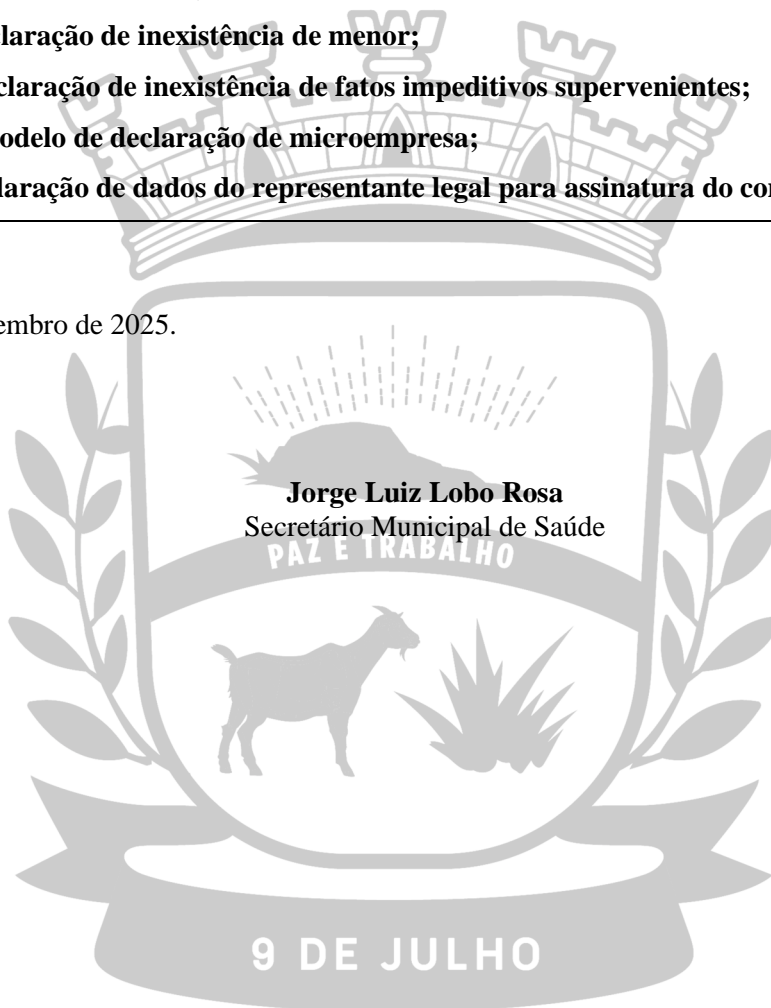 claração de inexistência de menor;
claração de inexistência de fatos impeditivos supervenientes;
odelo de declaração de microempresa;
laração de dados do representante legal para assinatura do co
embro de 2025.
Jorge Luiz Lobo Rosa
Secretário Municipal de Saúde
PAZ E TRABALHO
9 DE JULHO